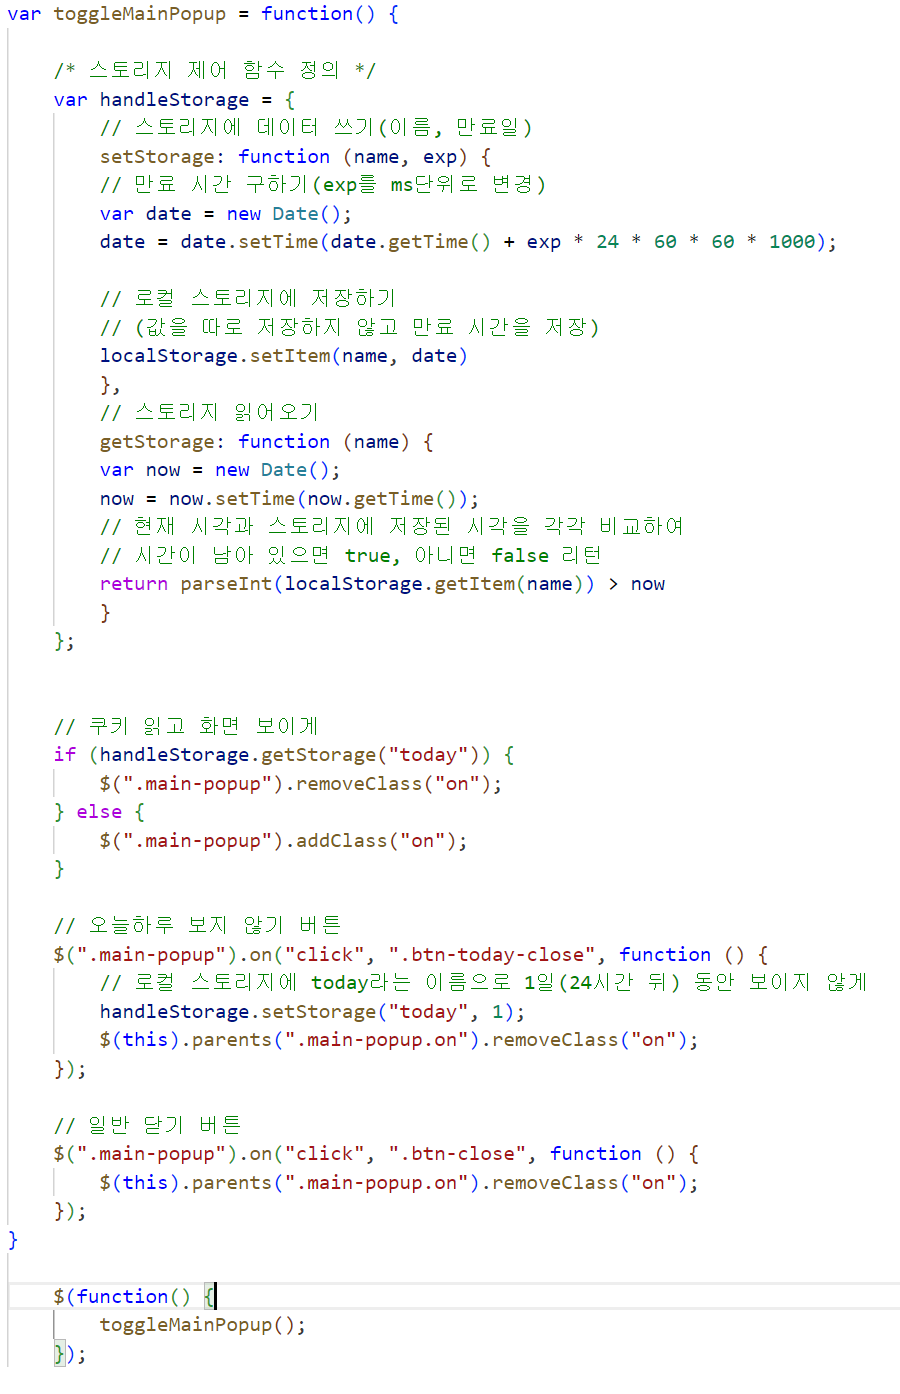 var toggleMainPopup = function() {
/* 스토리지 제어 함수 정의 */
var handleStorage = {
// 스토리지에 데이터 쓰기(이름, 만료일)
setStorage: function (name, exp) {
// 만료 시간 구하기(exp를 ms단위로 변경)
var date = new Date();
date = date.setTime(date.getTime() + exp * 24 * 60 * 60 * 1000);
// 로컬 스토리지에 저장하기
// (값을 따로 저장하지 않고 만료 시간을 저장)
localStorage.setItem(name, date)
},
// 스토리지 읽어오기
getStorage: function (name) {
var now = new Date();
now = now.setTime(now.getTime());
// 현재 시각과 스토리지에 저장된 시각을 각각 비교하여
// 시간이 남아 있으면 true, 아니면 false 리턴
return parseInt(localStorage.getItem(name)) > now
}
};
// 쿠키 읽고 화면 보이게
if (handleStorage.getStorage("today")) {
$(".main-popup").removeClass("on");
} else {
$(".main-popup").addClass("on");
}
// 오늘하루 보지 않기 버튼
$(".main-popup").on("click", ".btn-today-close", function () {
// 로컬 스토리지에 today라는 이름으로 1일(24시간 뒤) 동안 보이지 않게
handleStorage.setStorage("today", 1);
$(this).parents(".main-popup.on").removeClass("on");
});
// 일반 닫기 버튼
$(".main-popup").on("click", ".btn-close", function () {
$(this).parents(".main-popup.on").removeClass("on");
});
}
$(function() {
toggleMainPopup();
});